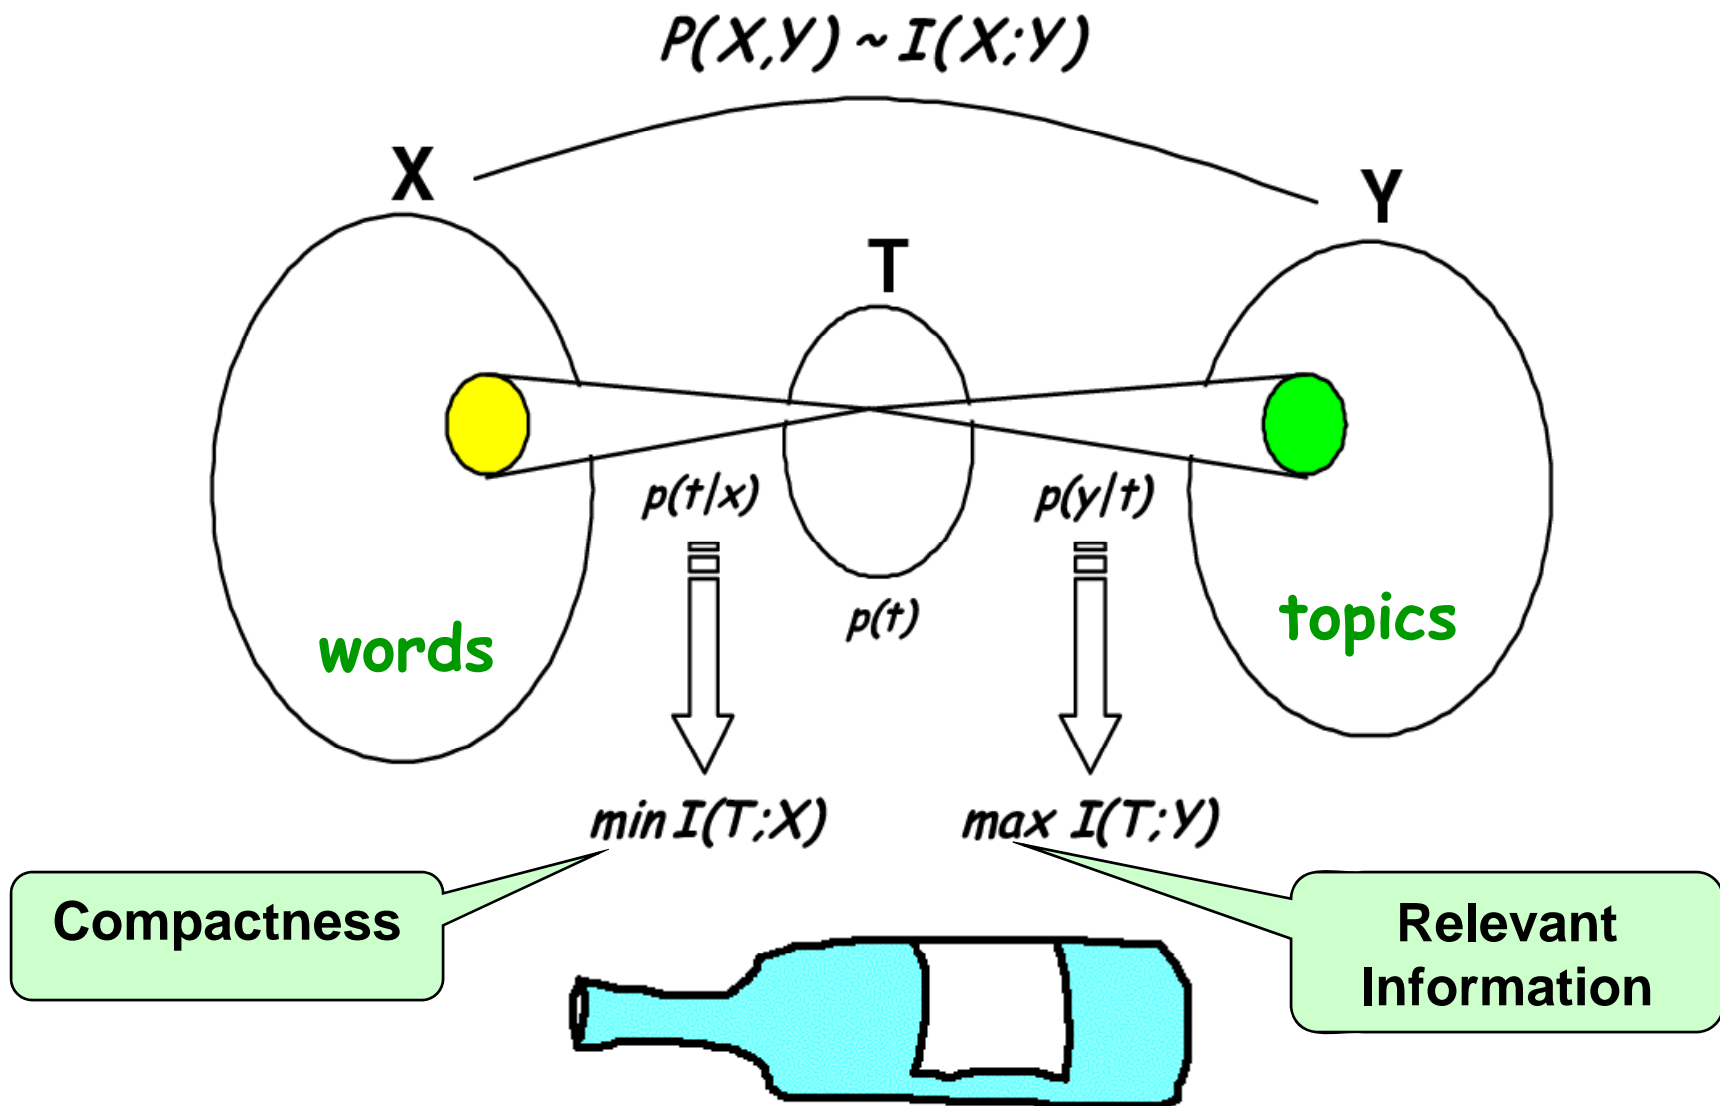 P(X,Y) ~ I(X;Y)
X
Y
T
p(t|x)
p(y|t)
p(t)
words
topics
min I(T;X)
max I(T;Y)
Compactness
Relevant
Information